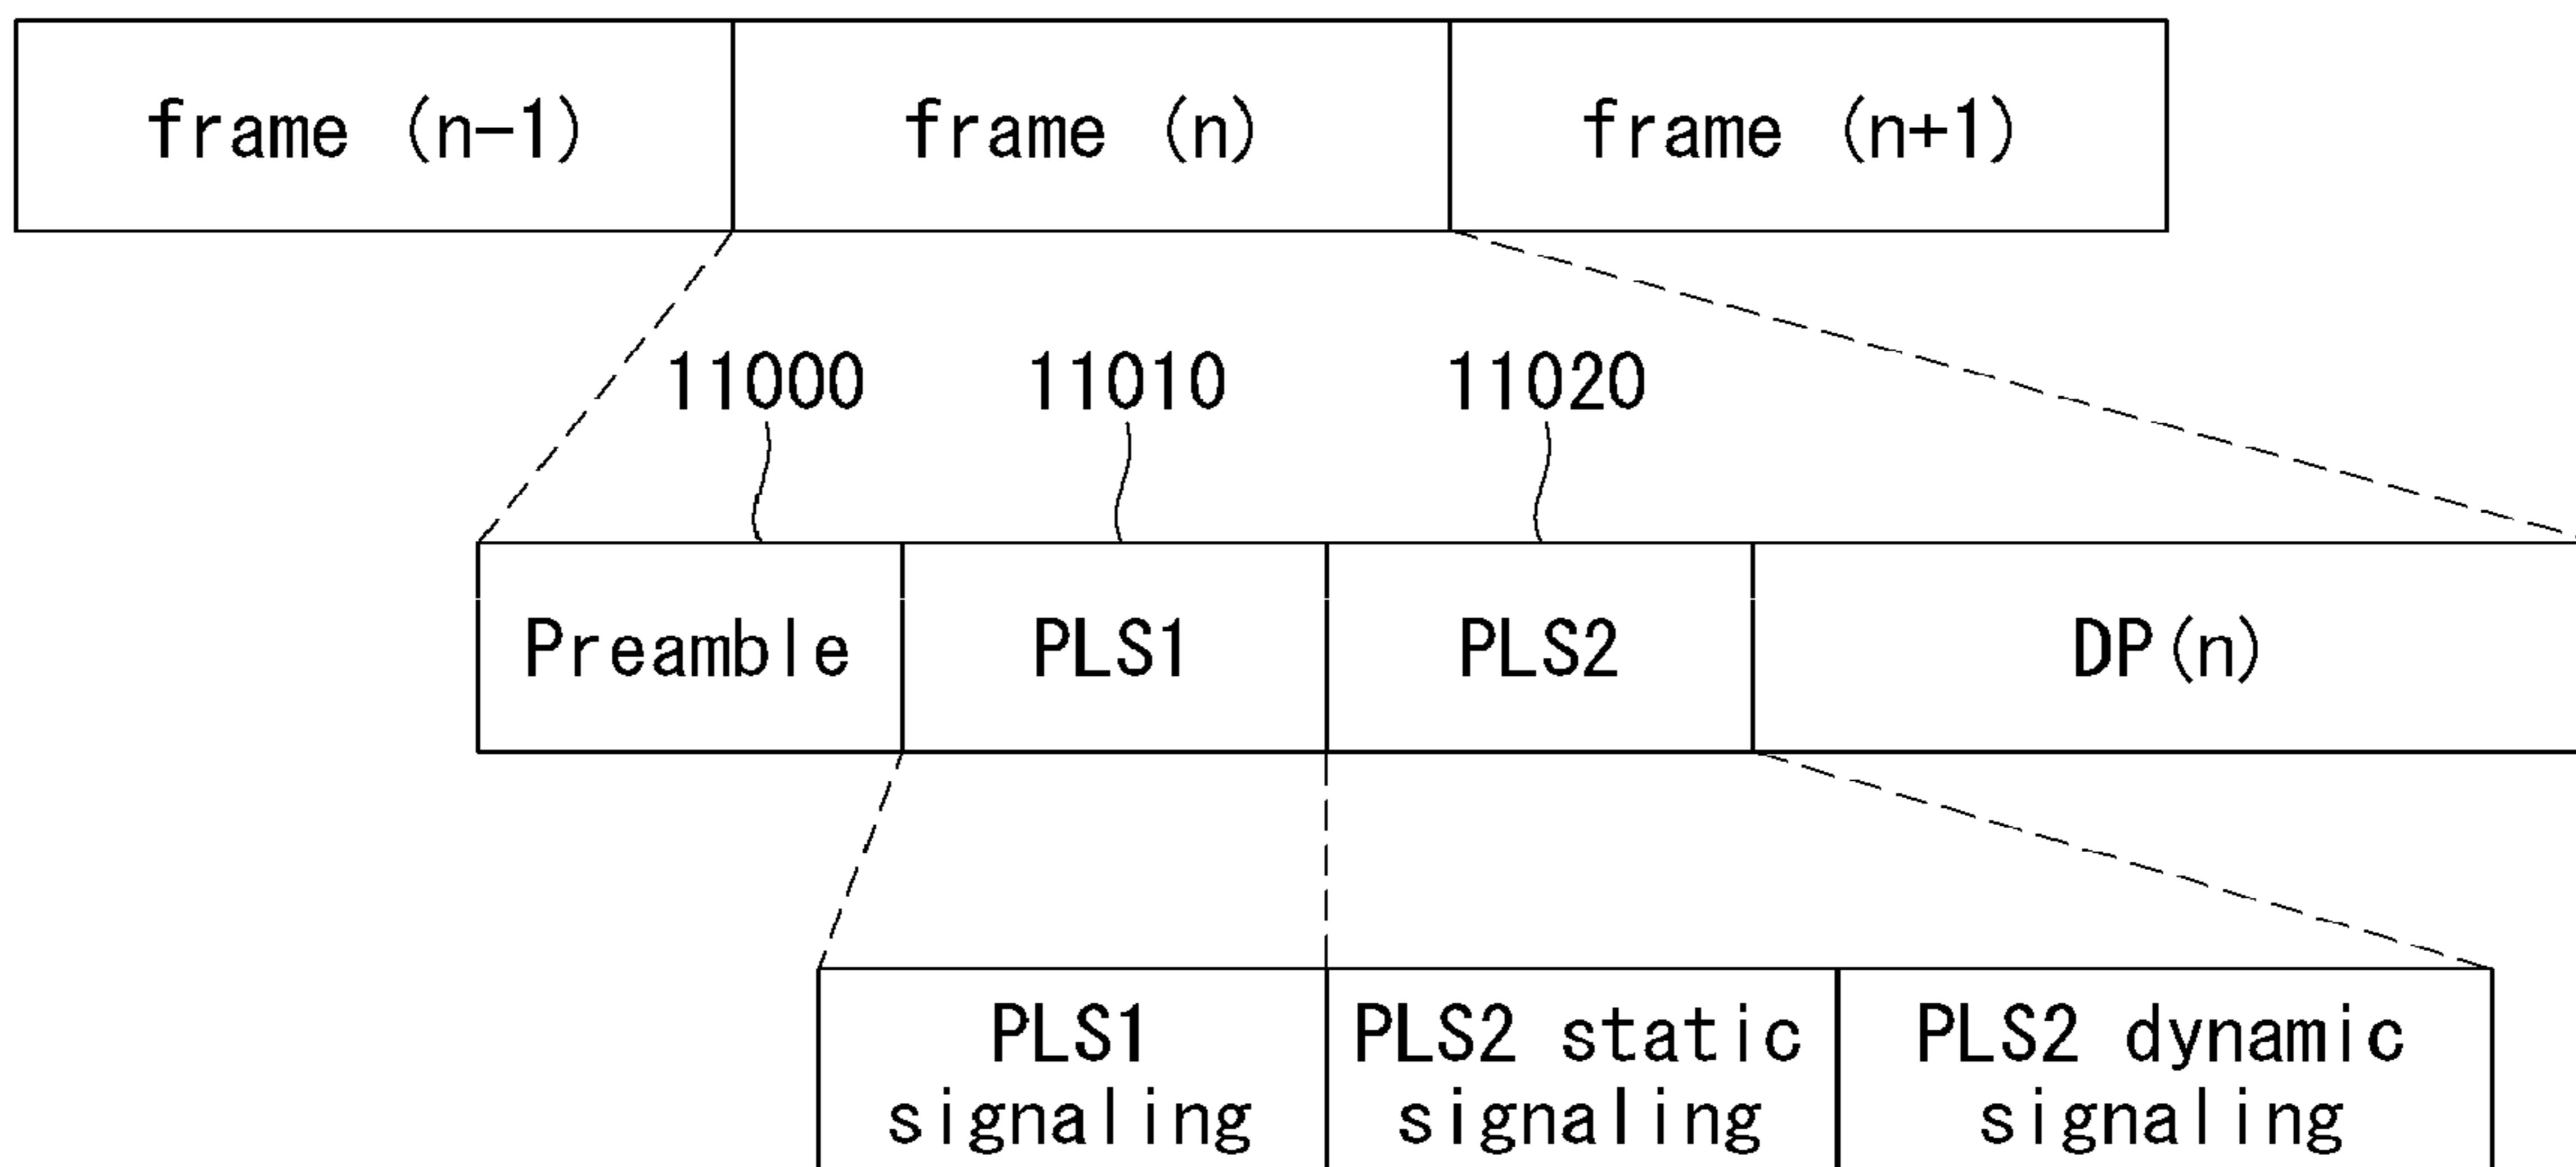 frame (n-1)
frame (n)
frame (n+1)
11000
11010
11020
Preamble
PLS1
PLS2
DP(n)
PLS1
signaling
PLS2 static
signaling
PLS2 dynamic
signaling